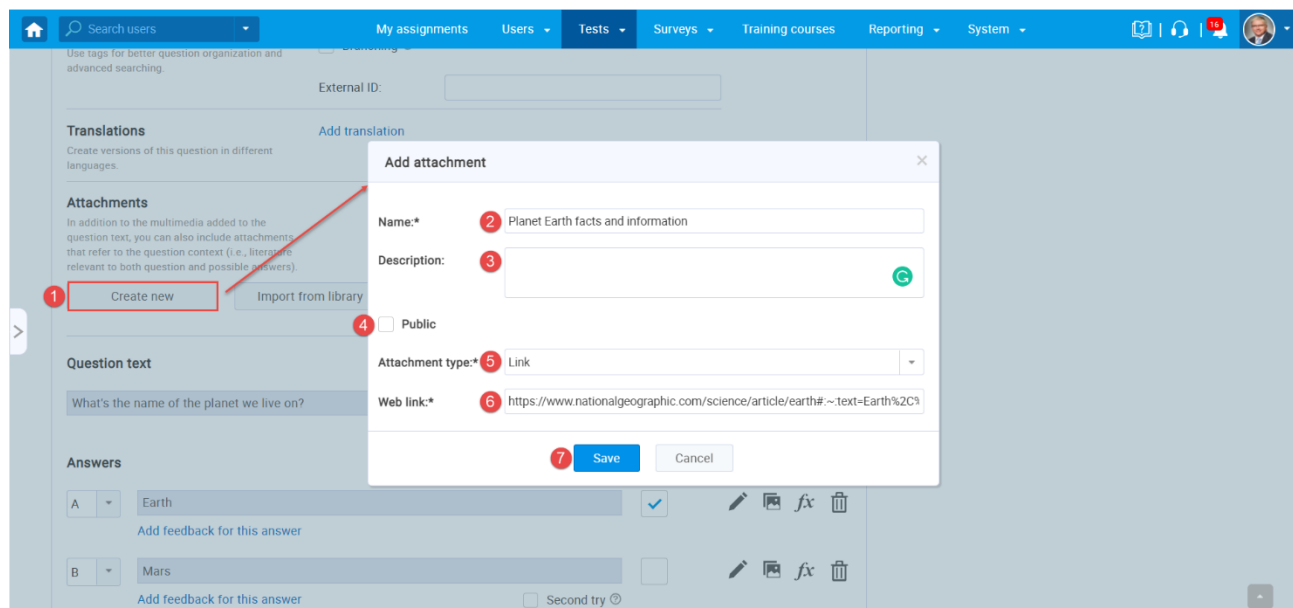 Search users
My assignments
Users
Tests
Surveys
Training courses
Reporting
System
16
Use tags for better question organization and
advanced searching.
External ID:
Translations
Add translation
Create versions of this question in different
languages.
Attachments
In addition to the multimedia added to the
question text, you can also include attachments
that refer to the question context (i.e., literature
relevant to both question and possible answers).
1 Create new
Import from library
Add attachment
Name:* 2 Planet Earth facts and information
Description: 3
4 Public
Attachment type:* 5 Link
Web link:* 6 https://www.nationalgeographic.com/science/article/earth#:~:text=Earth%2C%
7 Save
Cancel
Question text
What's the name of the planet we live on?
Answers
A Earth fx
Add feedback for this answer
B Mars fx
Add feedback for this answer
Second try